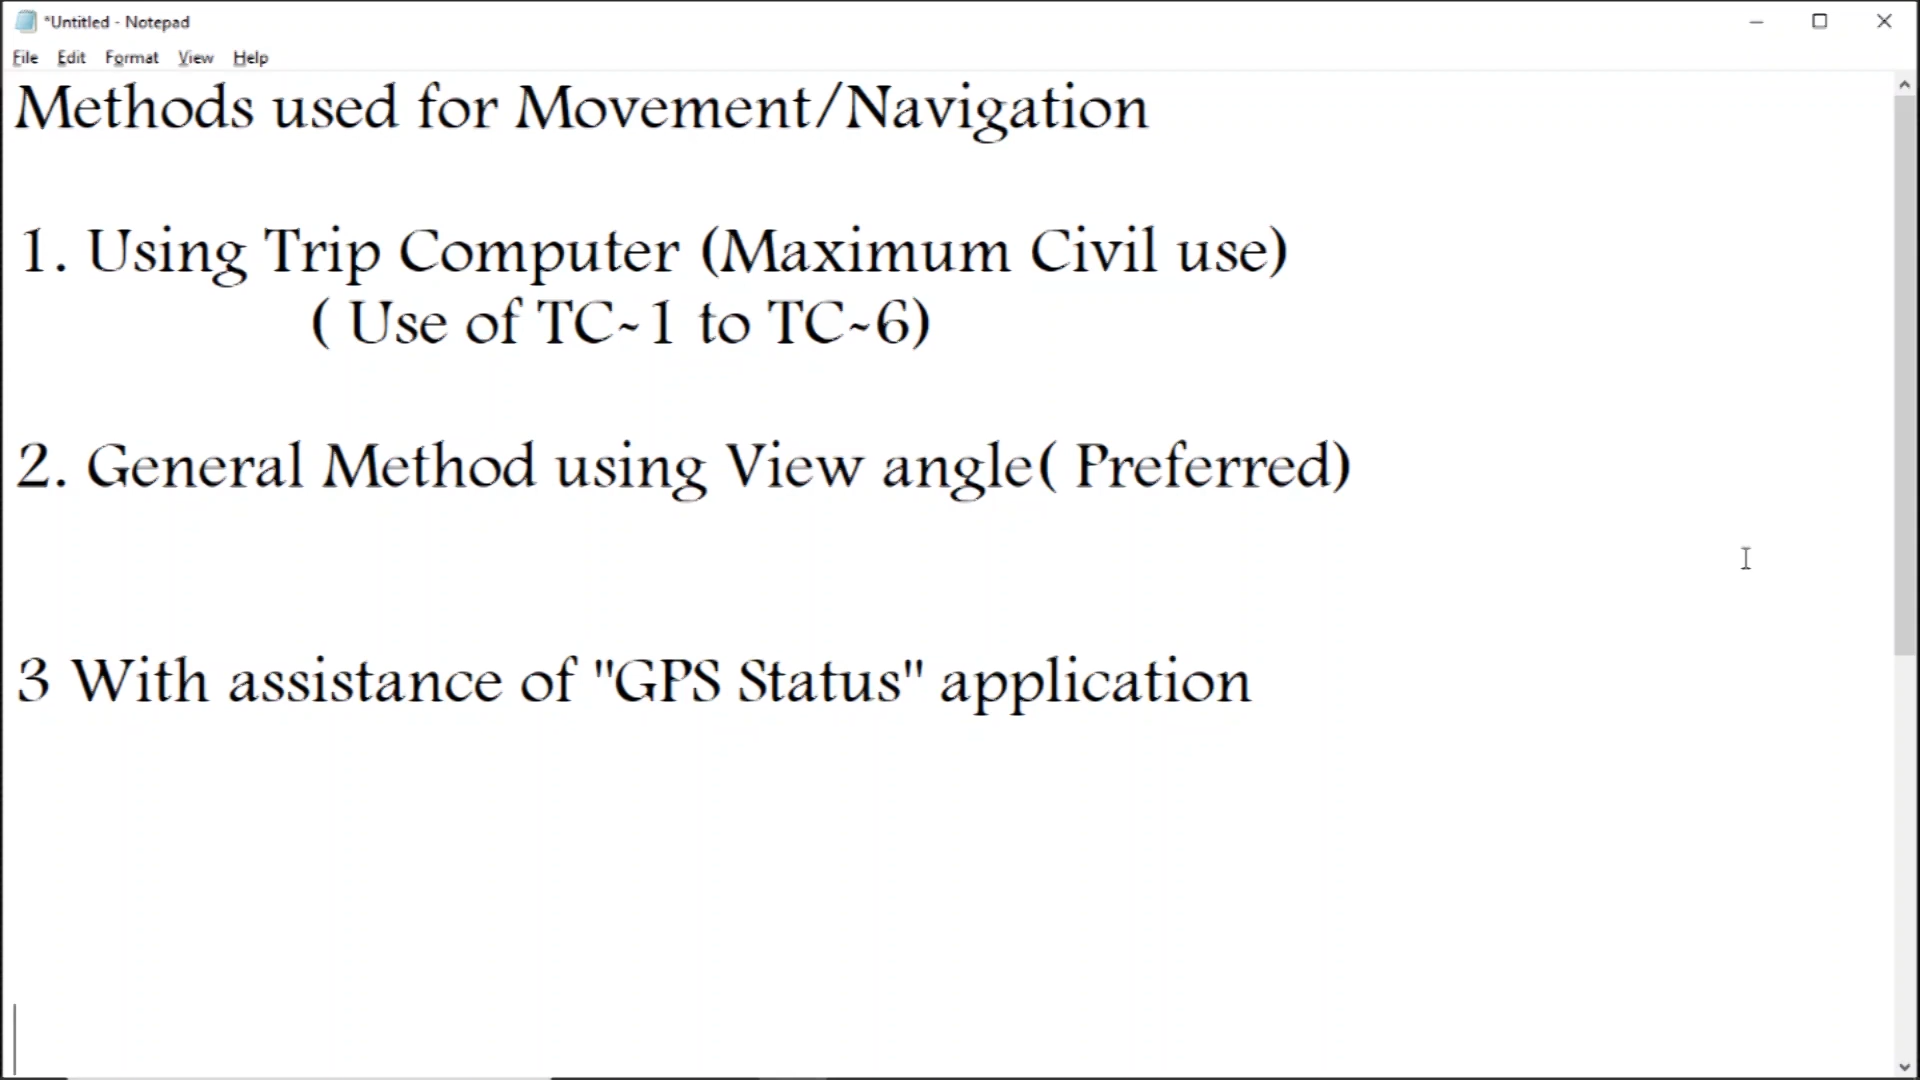 *Untitled - Notepad
File Edit Format View Help
Methods used for Movement/Navigation
1. Using Trip Computer (Maximum Civil use)
( Use of TC-1 to TC-6)
2. General Method using View angle( Preferred)
3 With assistance of "GPS Status" application